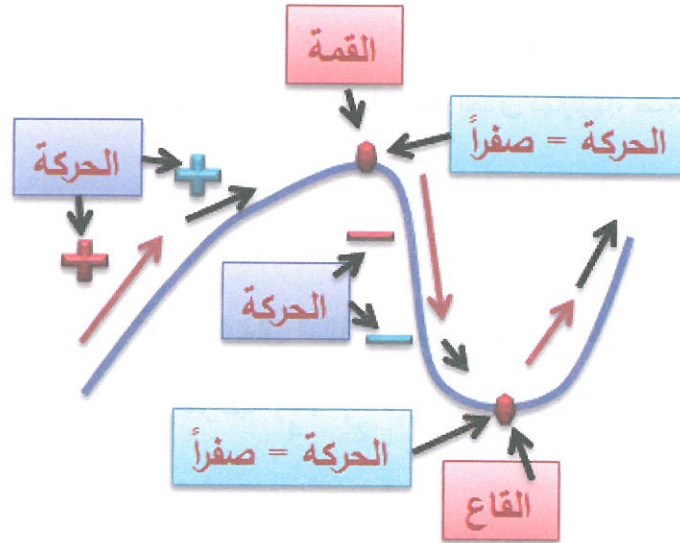 القمة
الحركة = صفراً
الحركة
+
+
−
الحركة
−
الحركة = صفراً
القاع